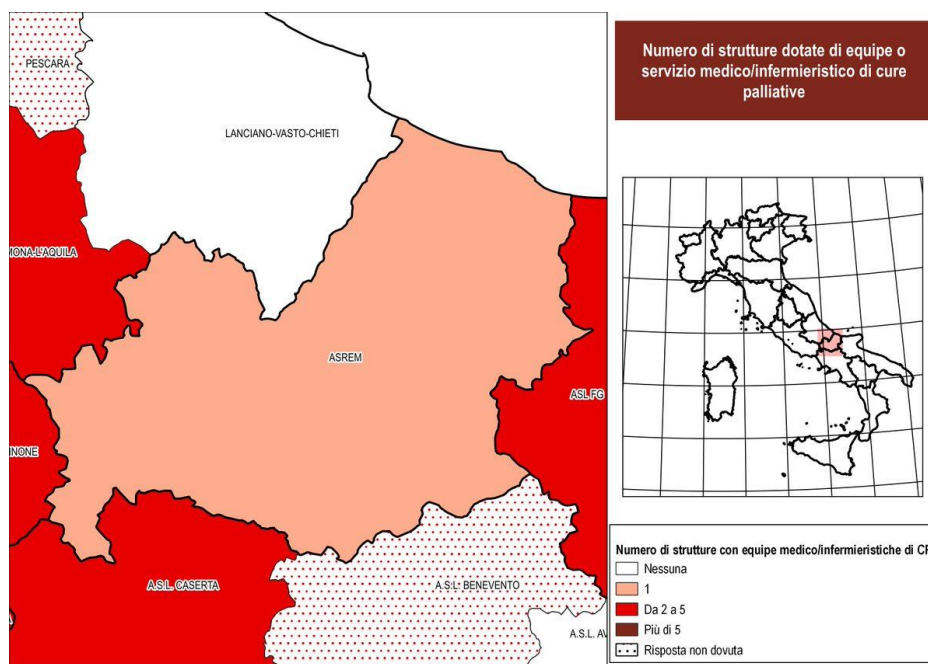 PESCARA
LANCIANO-VASTO-CHIETI
MONA-L'AQUILA
ASREM
ASL FG
INONE
A.S.L. CASERTA
A.S.L: BENEVENTO
A.S.L. AV
Numero di strutture dotate di equipe o
servizio medico/infermieristico di cure
palliative
Numero di strutture con equipe medico/infermieristiche di CP
Nessuna
1
Da 2 a 5
Più di 5
Risposta non dovuta